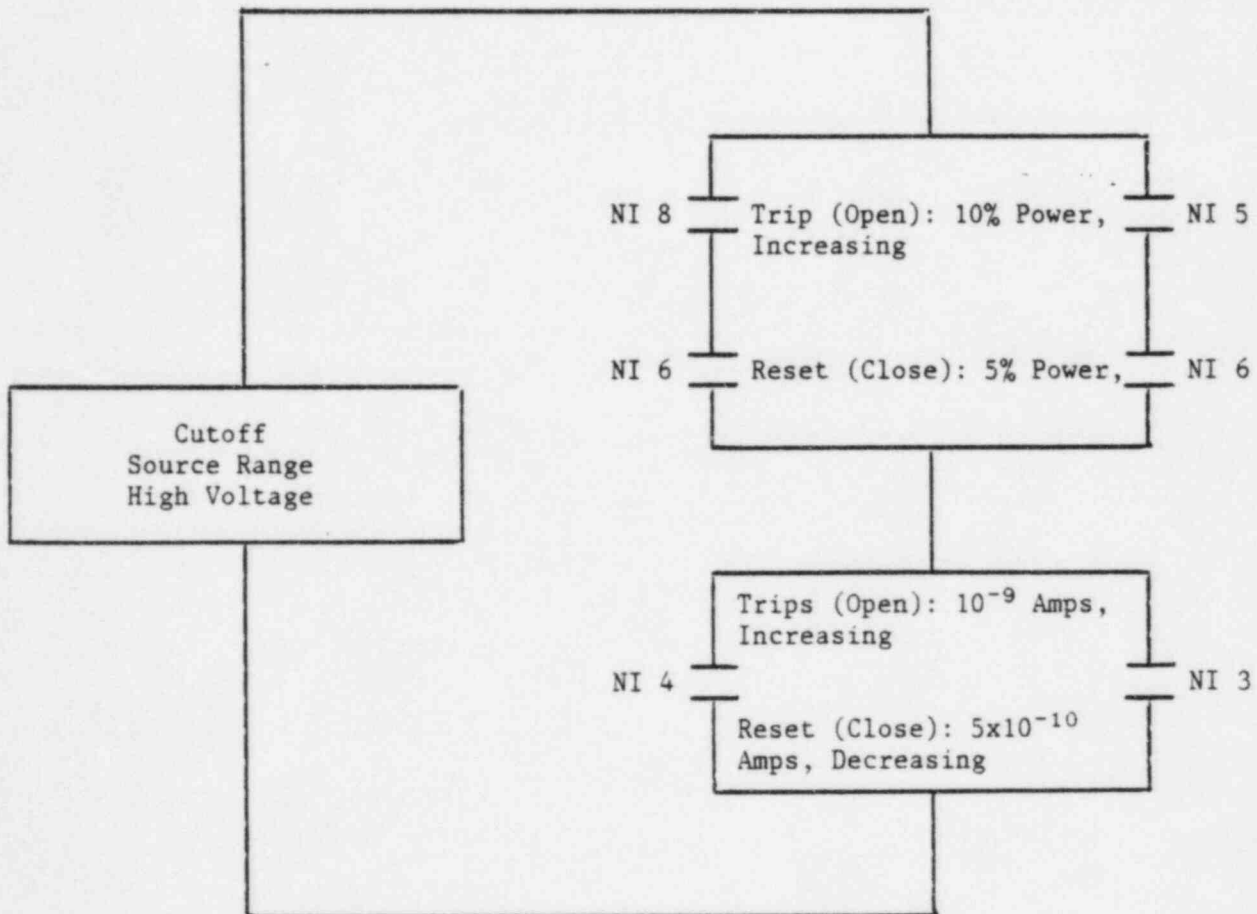 NI 8
Trip (Open): 10% Power,
Increasing
NI 5
NI 6
Reset (Close): 5% Power,
NI 6
Cutoff
Source Range
High Voltage
Trips (Open): 10⁻⁹ Amps,
Increasing
NI 4
NI 3
Reset (Close): 5x10⁻¹⁰
Amps, Decreasing